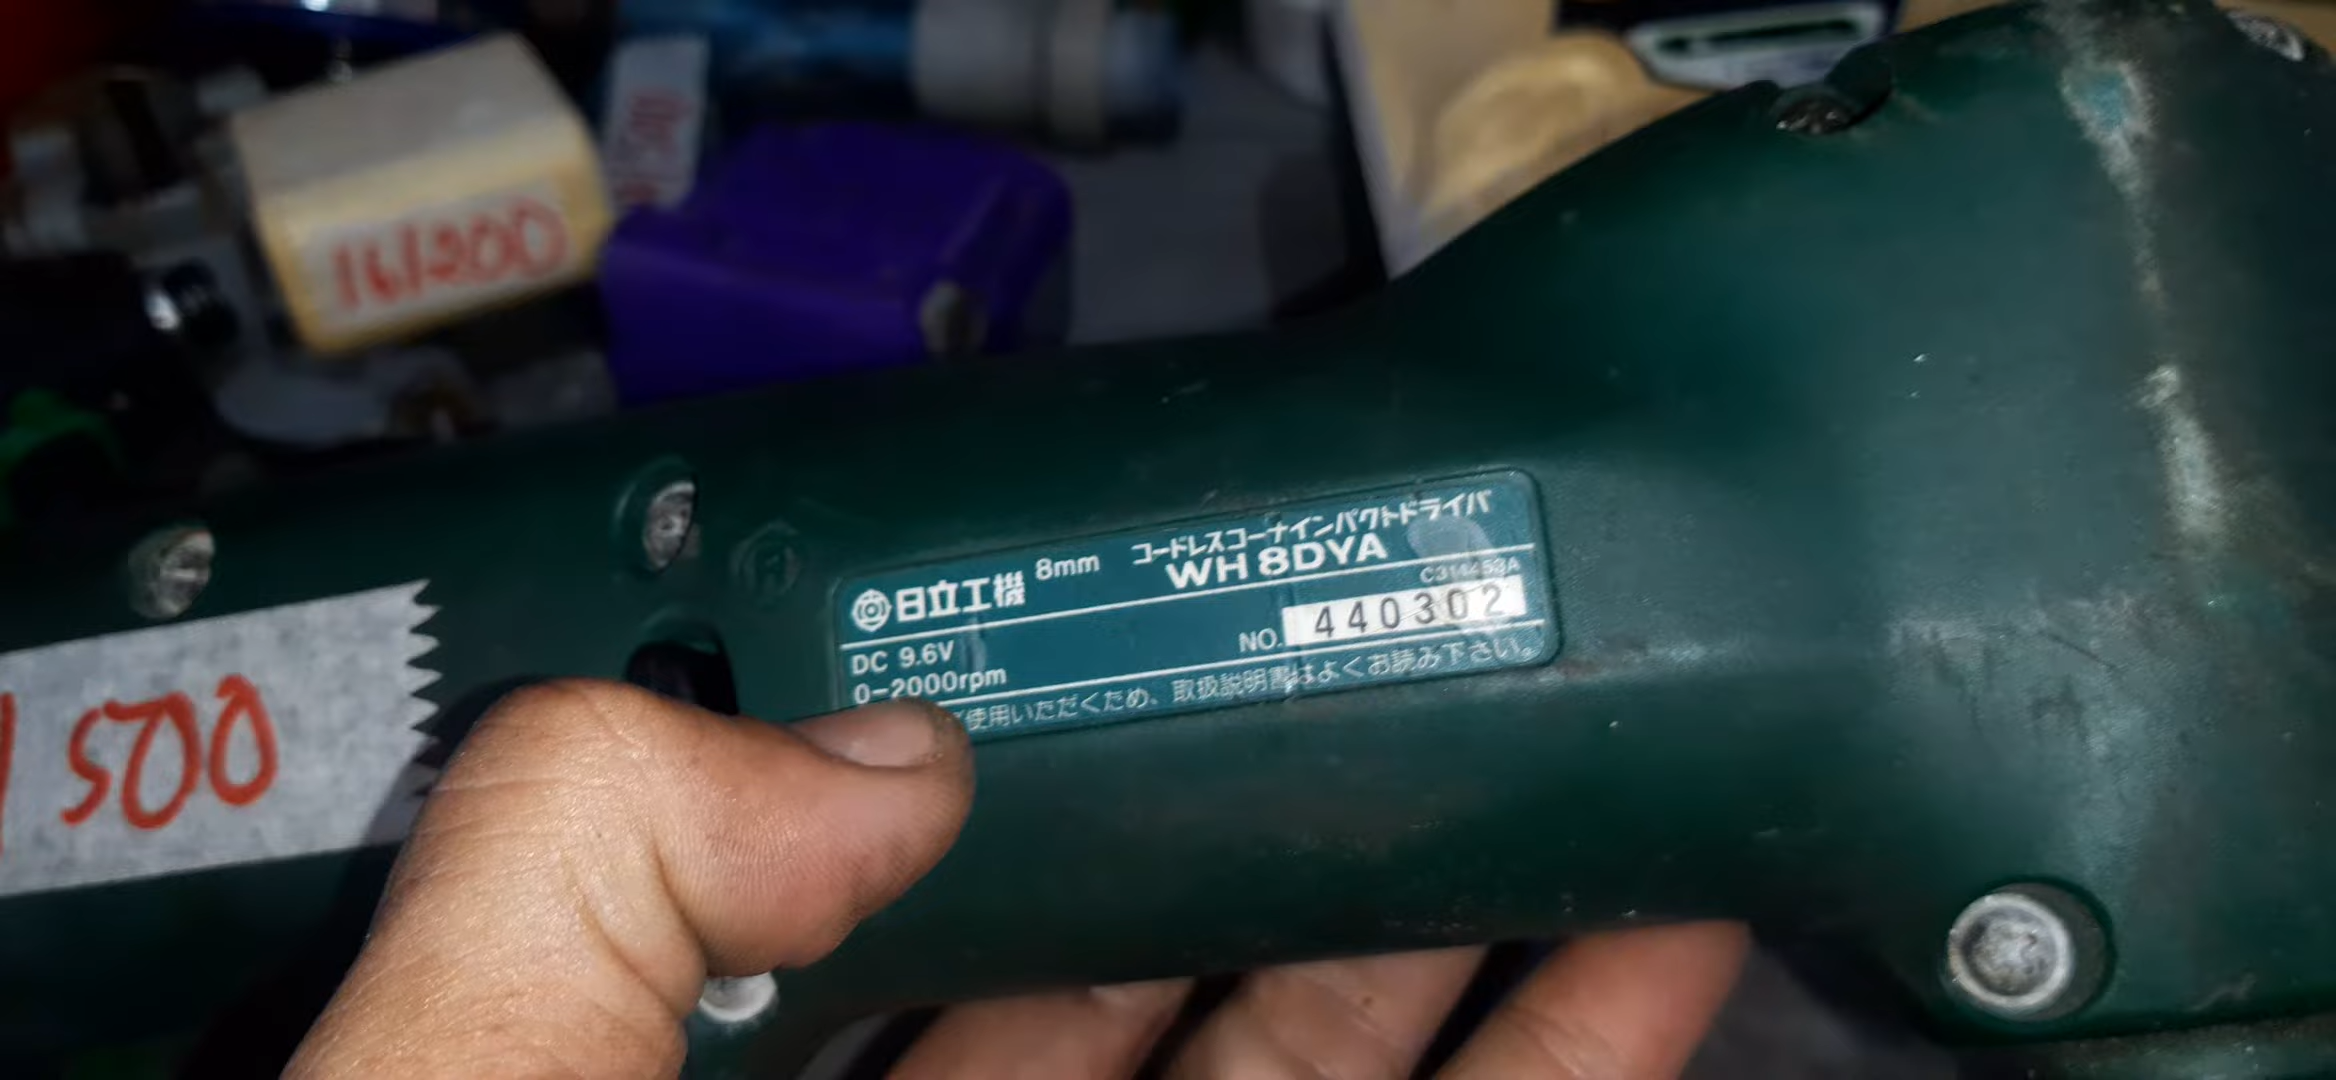 16/200
日立工機 8mm コードレスコーナインパクトドライバ
WH 8DYA
DC 9.6V
0-2000rpm
NO. 440302
使用いただくため、取扱説明書はよくお読み下さい。
500